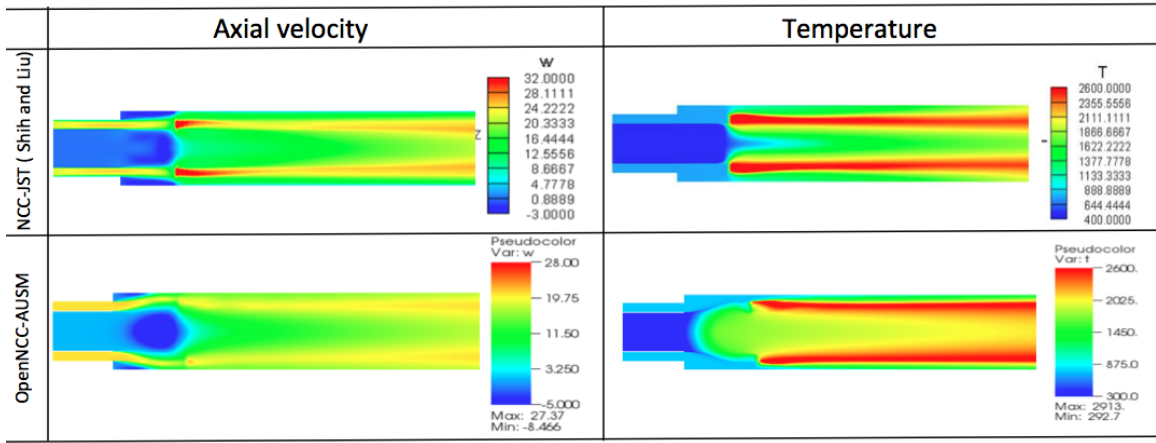 Axial velocity
Temperature
NCC-JST ( Shih and Liu)
W
32.0000
28.1111
24.2222
20.3333
16.4444
12.5556
8.6667
4.7778
0.8889
-3.0000
Z
T
2600.0000
2355.5556
2111.1111
1866.6667
1622.2222
1377.7778
1133.3333
888.8889
644.4444
400.0000
OpenNCC-AUSM
Pseudocolor
Var: w
28.00
19.75
11.50
3.250
-5.000
Max: 27.37
Min: -8.466
Pseudocolor
Var: t
2600.
2025.
1450.
875.0
300.0
Max: 2913.
Min: 292.7